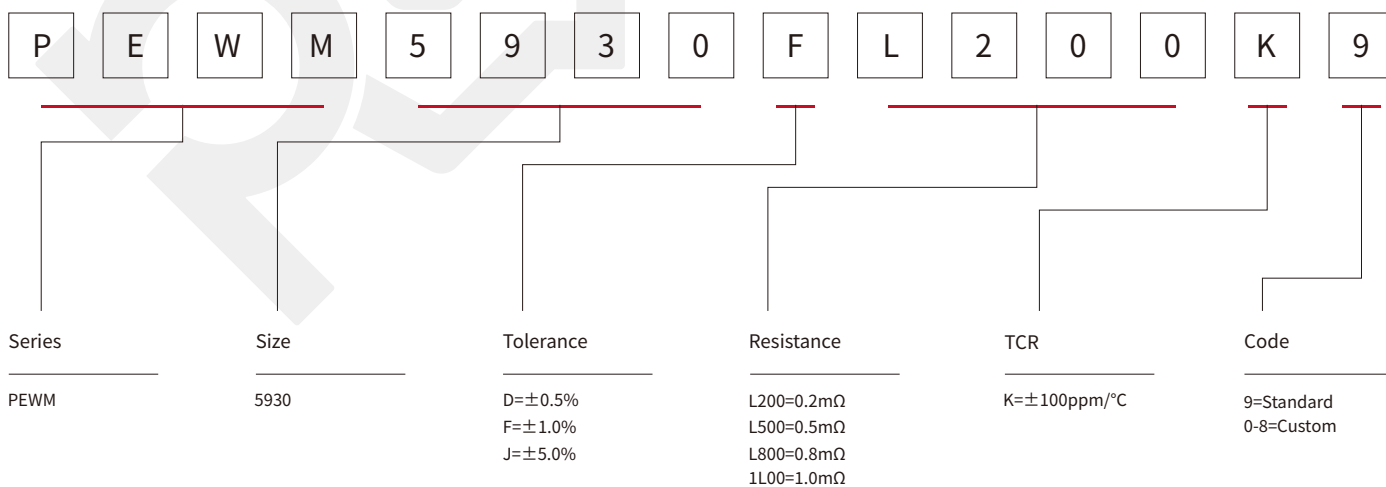 P E W M 5 9 3 0 F L 2 0 0 K 9
Series Size Tolerance Resistance TCR Code
PEWM 5930 D=±0.5% L200=0.2mΩ K=±100ppm/°C 9=Standard
F=±1.0% L500=0.5mΩ 0-8=Custom
J=±5.0% L800=0.8mΩ
1L00=1.0mΩ